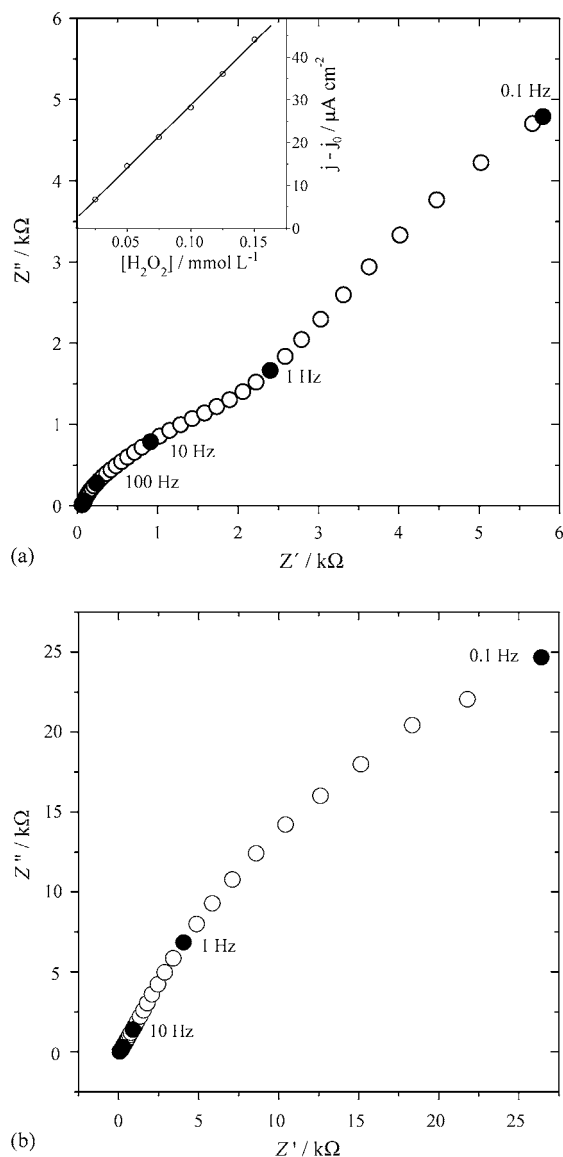 6
5
4
3
2
1
0
Z" / kΩ
0.1 Hz
1 Hz
10 Hz
100 Hz
40
30
20
10
0
j - j₀ / μA cm⁻²
0.05 0.10 0.15
[H₂O₂] / mmol L⁻¹
0 1 2 3 4 5 6
(a)
Z´ / kΩ
25
20
15
10
5
0
Z" / kΩ
0.1 Hz
1 Hz
10 Hz
0 5 10 15 20 25
(b)
Z' / kΩ